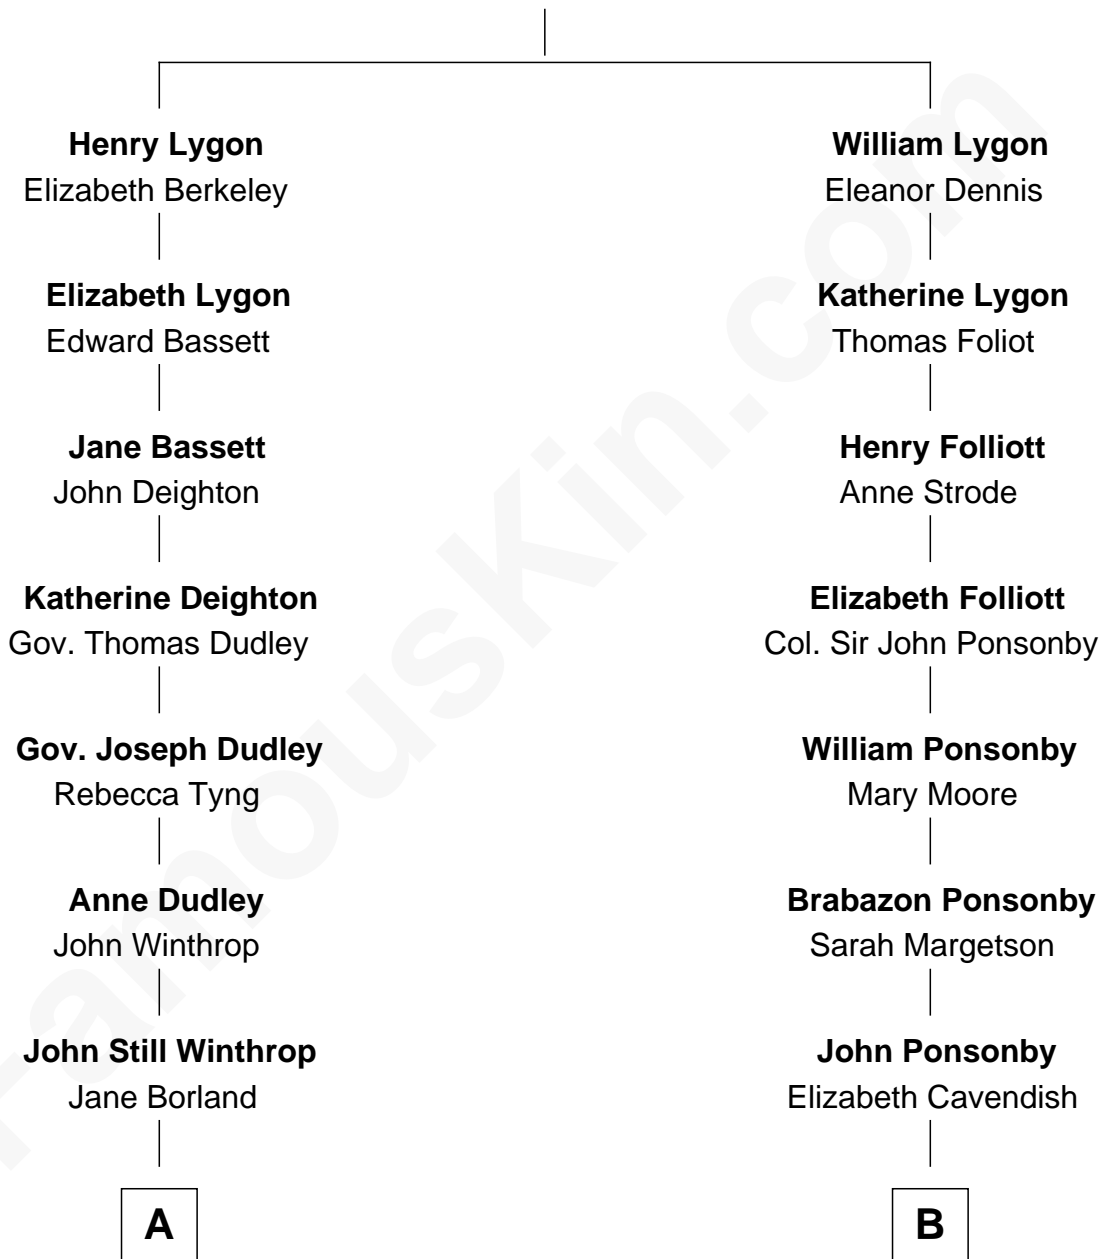 Henry Lygon
Elizabeth Berkeley
William Lygon
Eleanor Dennis
Elizabeth Lygon
Edward Bassett
Katherine Lygon
Thomas Foliot
Jane Bassett
John Deighton
Henry Folliott
Anne Strode
Katherine Deighton
Gov. Thomas Dudley
Elizabeth Folliott
Col. Sir John Ponsonby
Gov. Joseph Dudley
Rebecca Tyng
William Ponsonby
Mary Moore
Anne Dudley
John Winthrop
Brabazon Ponsonby
Sarah Margetson
John Still Winthrop
Jane Borland
John Ponsonby
Elizabeth Cavendish
A
B
FamousKin.com